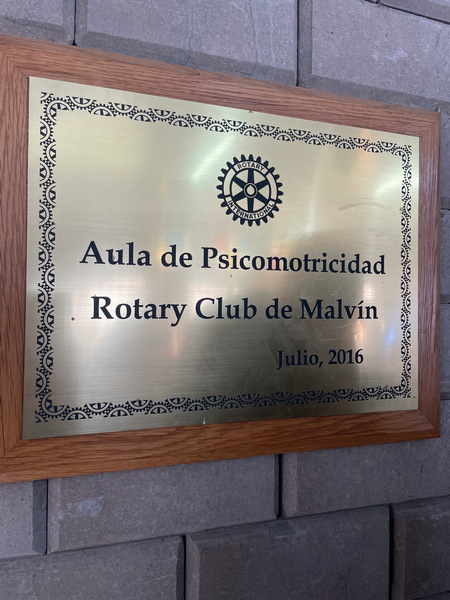 ROTARY
INTERNATIONAL
Aula de Psicomotricidad
Rotary Club de Malvín
Julio, 2016